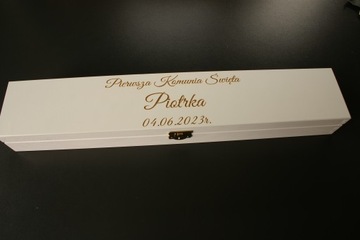 Pierwsza Komunia Święta
Piotrka
04.06.2023r.